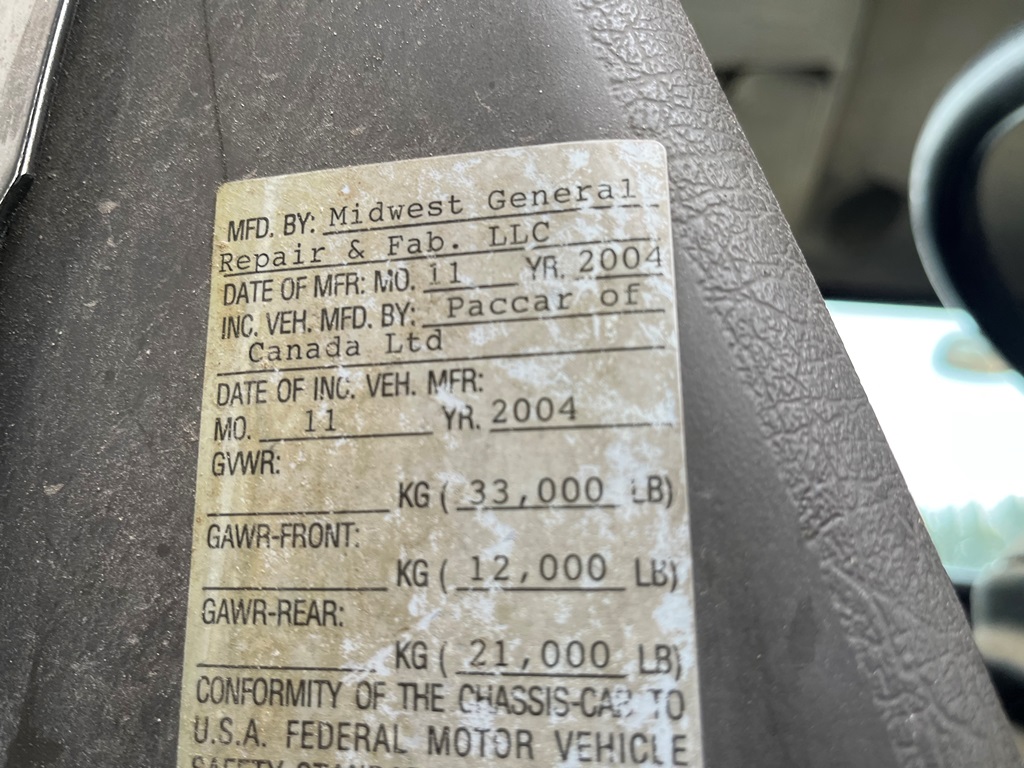 MFD. BY: Midwest General
Repair & Fab. LLC
DATE OF MFR: MO. 11 YR. 2004
INC. VEH. MFD. BY: Paccar of
Canada Ltd
DATE OF INC. VEH. MFR:
MO. 11 YR. 2004
GVWR:
KG ( 33,000 LB)
GAWR-FRONT:
KG ( 12,000 LB)
GAWR-REAR:
KG ( 21,000 LB)
CONFORMITY OF THE CHASSIS-CAB TO
U.S.A. FEDERAL MOTOR VEHICLE